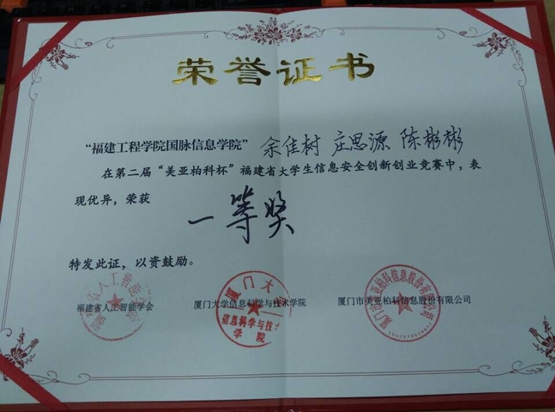 荣誉证书
“福建工程学院国脉信息学院” 余佳树 庄思源 陈彬彬
在第二届“美亚柏科杯”福建省大学生信息安全创新创业竞赛中，表
现优异，荣获
一等奖
特发此证，以资鼓励。
福建省人工智能学会 厦门大学信息科学与技术学院 厦门市美亚柏科信息股份有限公司